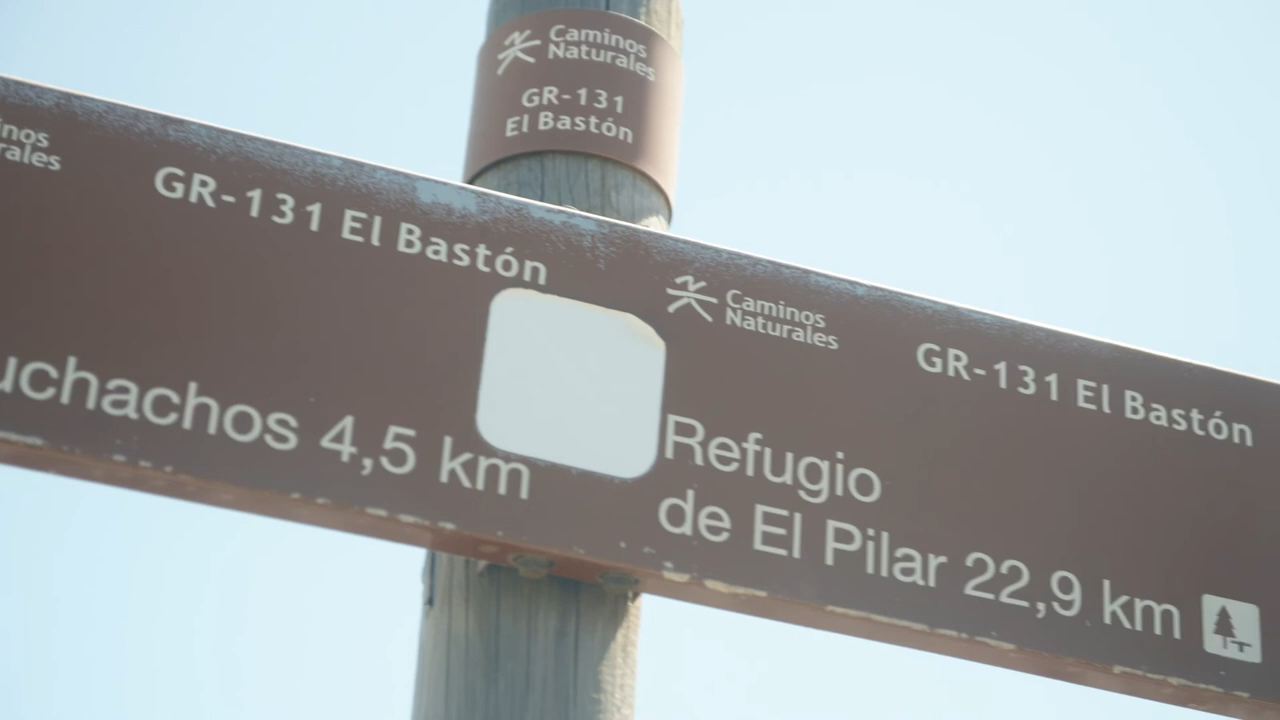 Caminos
Naturales
GR-131
El Bastón
GR-131 El Bastón
4,5 km
Caminos
Naturales
GR-131 El Bastón
Refugio
de El Pilar 22,9 km